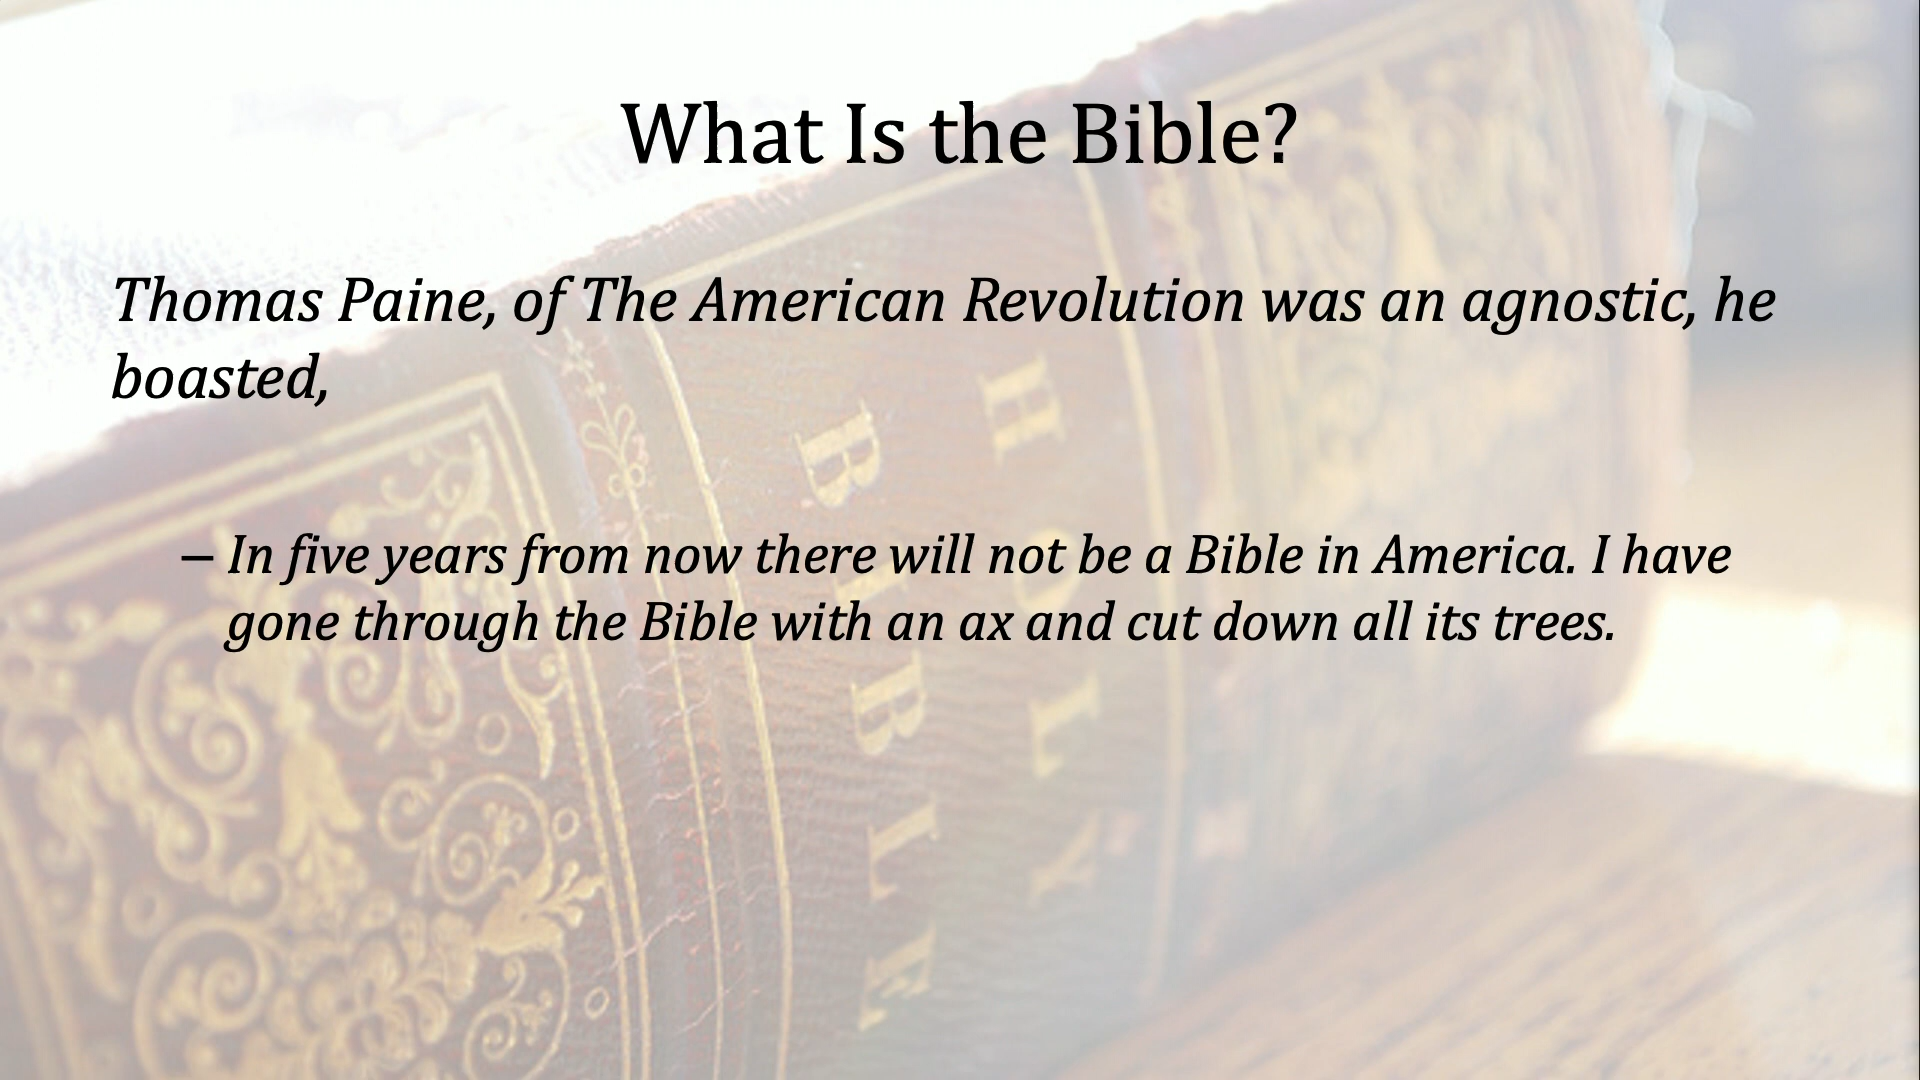 What Is the Bible?
Thomas Paine, of The American Revolution was an agnostic, he
boasted,
– In five years from now there will not be a Bible in America. I have
gone through the Bible with an ax and cut down all its trees.
HOLY
BIBLE